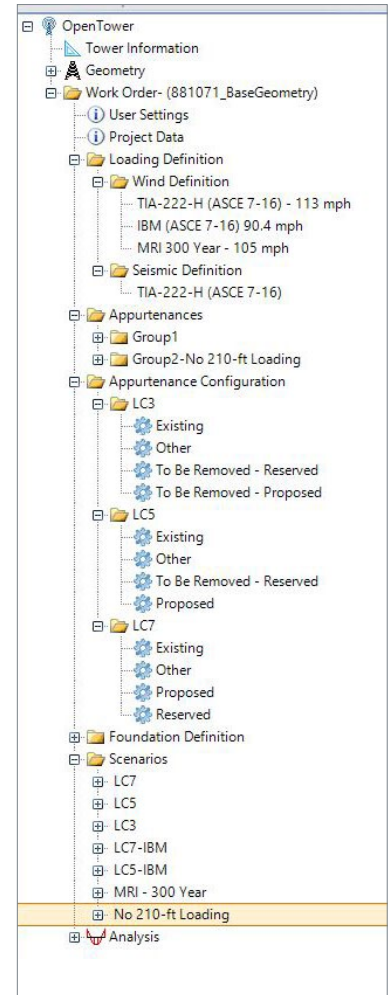 OpenTower
Tower Information
Geometry
Work Order- (881071_BaseGeometry)
User Settings
Project Data
Loading Definition
Wind Definition
TIA-222-H (ASCE 7-16) - 113 mph
IBM (ASCE 7-16) 90.4 mph
MRI 300 Year - 105 mph
Seismic Definition
TIA-222-H (ASCE 7-16)
Appurtenances
Group1
Group2-No 210-ft Loading
Appurtenance Configuration
LC3
Existing
Other
To Be Removed - Reserved
To Be Removed - Proposed
LC5
Existing
Other
To Be Removed - Reserved
Proposed
LC7
Existing
Other
Proposed
Reserved
Foundation Definition
Scenarios
LC7
LC5
LC3
LC7-IBM
LC5-IBM
MRI - 300 Year
No 210-ft Loading
Analysis